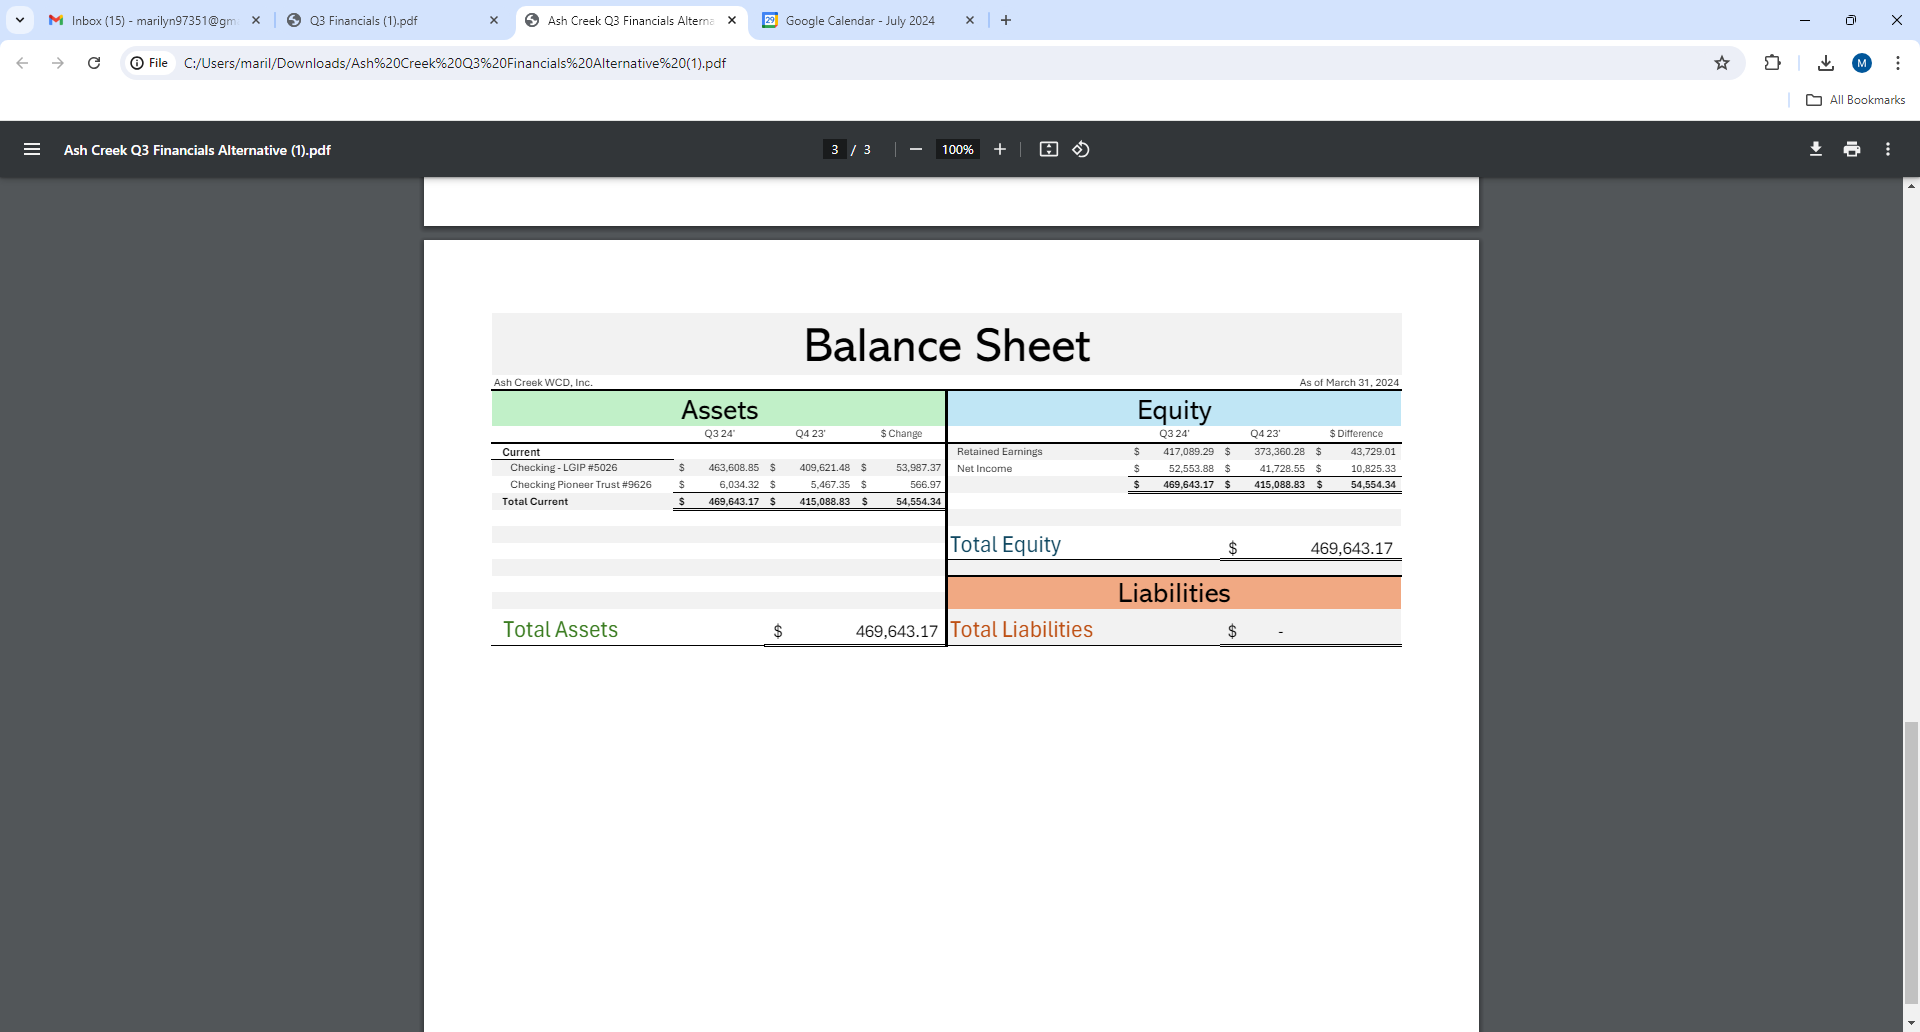 Inbox (15) - marilyn97351@gm
Q3 Financials (1).pdf
Ash Creek Q3 Financials Alterna
29
Google Calendar - July 2024
File
C:/Users/maril/Downloads/Ash%20Creek%20Q3%20Financials%20Alternative%20(1).pdf
M
All Bookmarks
Ash Creek Q3 Financials Alternative (1).pdf
3 / 3
100%
Balance Sheet
Ash Creek WCD, Inc. As of March 31, 2024
Assets Equity
Q3 24' Q4 23' $ Change Q3 24' Q4 23' $ Difference
Current Retained Earnings $ 417,089.29 $ 373,360.28 $ 43,729.01
Checking - LGIP #5026 $ 463,608.85 $ 409,621.48 $ 53,987.37 Net Income $ 52,553.88 $ 41,728.55 $ 10,825.33
Checking Pioneer Trust #9626 $ 6,034.32 $ 5,467.35 $ 566.97 $ 469,643.17 $ 415,088.83 $ 54,554.34
Total Current $ 469,643.17 $ 415,088.83 $ 54,554.34
Total Equity $ 469,643.17
Liabilities
Total Assets $ 469,643.17 Total Liabilities $ -